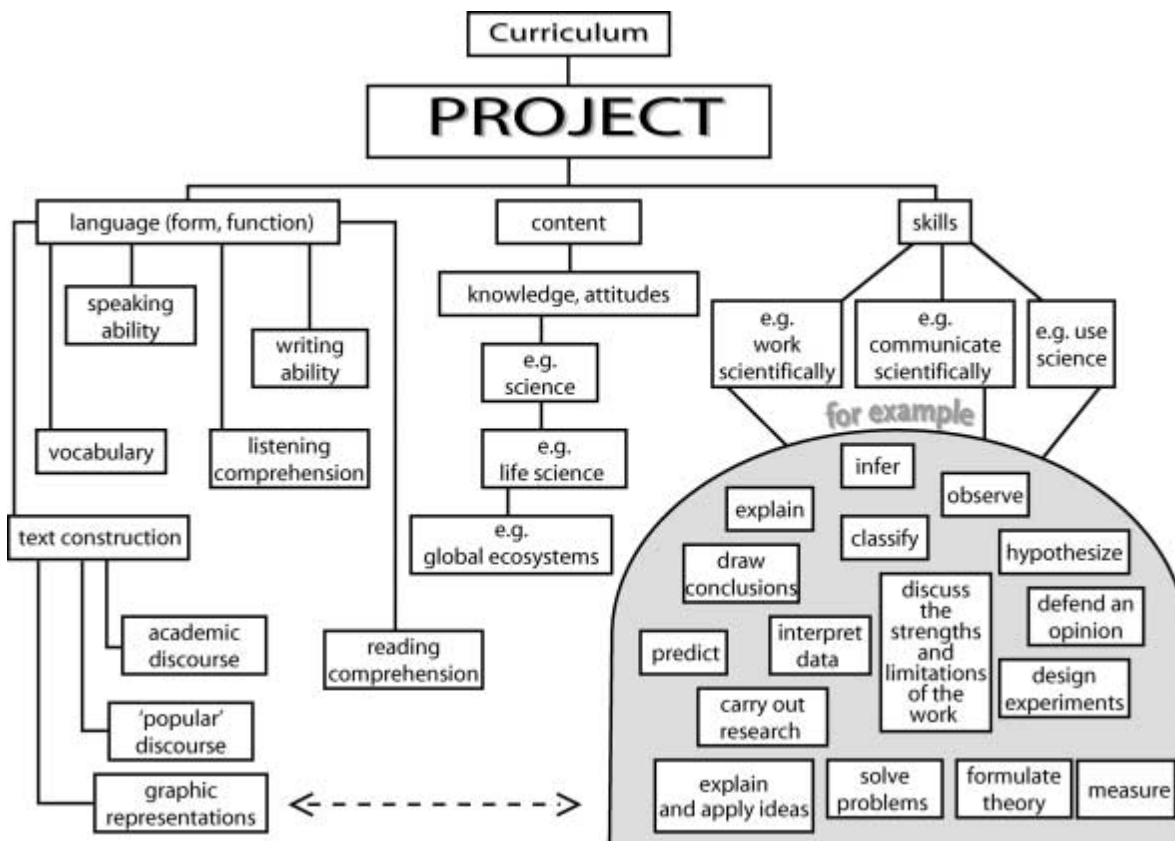 Curriculum
PROJECT
language (form, function)
content
skills
speaking
ability
writing
ability
vocabulary
listening
comprehension
text construction
academic
discourse
reading
comprehension
'popular'
discourse
graphic
representations
knowledge, attitudes
e.g.
science
e.g.
life science
e.g.
global ecosystems
e.g.
work
scientifically
e.g.
communicate
scientifically
e.g. use
science
for example
infer
observe
explain
classify
hypothesize
draw
conclusions
discuss
the
strengths
and
limitations
of the
work
defend an
opinion
predict
interpret
data
design
experiments
carry out
research
explain
and apply ideas
solve
problems
formulate
theory
measure